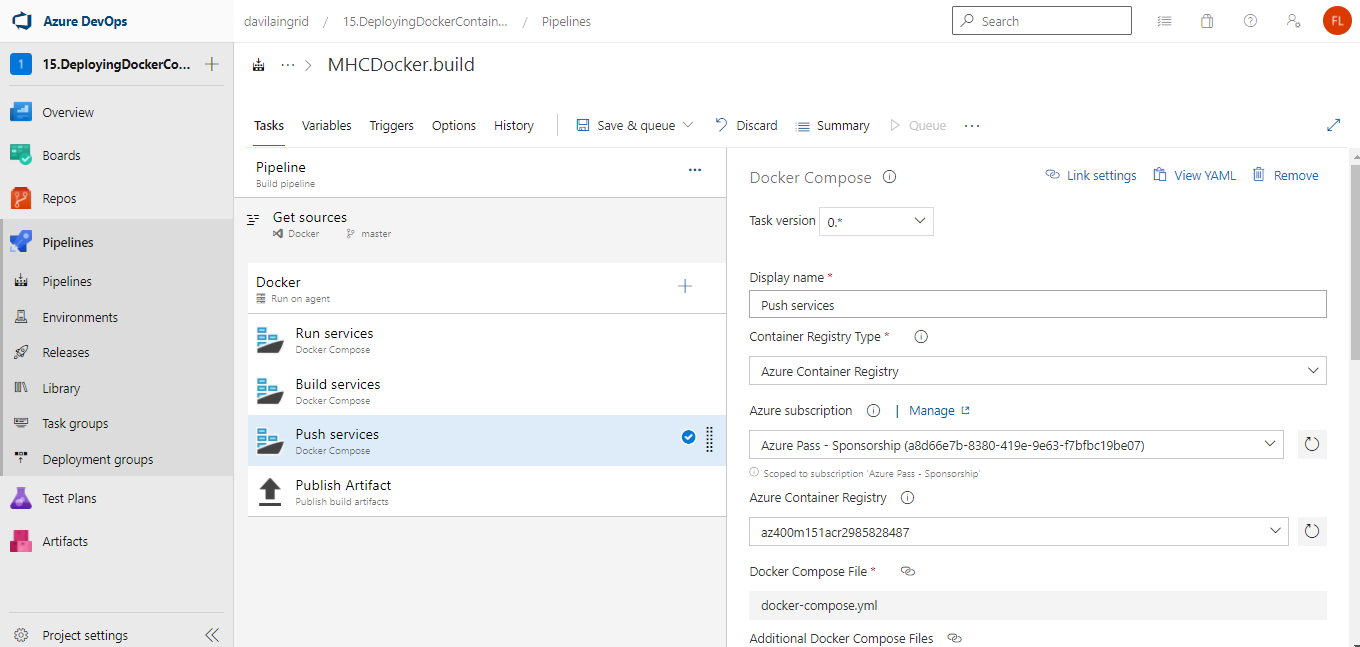 Azure DevOps
davilaingrid / 15.DeployingDockerContain... / Pipelines
Search
FL
1 15.DeployingDockerCo...
Overview
Boards
Repos
Pipelines
Pipelines
Environments
Releases
Library
Task groups
Deployment groups
Test Plans
Artifacts
Project settings
... > MHCDocker.build
Tasks Variables Triggers Options History Save & queue Discard Summary Queue ...
Pipeline ...
Build pipeline
Get sources
Docker master
Docker
Run on agent
Run services
Docker Compose
Build services
Docker Compose
Push services
Docker Compose
Publish Artifact
Publish build artifacts
Docker Compose Link settings View YAML Remove
Task version 0.*
Display name *
Push services
Container Registry Type *
Azure Container Registry
Azure subscription | Manage
Azure Pass - Sponsorship (a8d66e7b-8380-419e-9e63-f7bfbc19be07)
Scoped to subscription 'Azure Pass - Sponsorship'
Azure Container Registry
az400m151acr2985828487
Docker Compose File *
docker-compose.yml
Additional Docker Compose Files